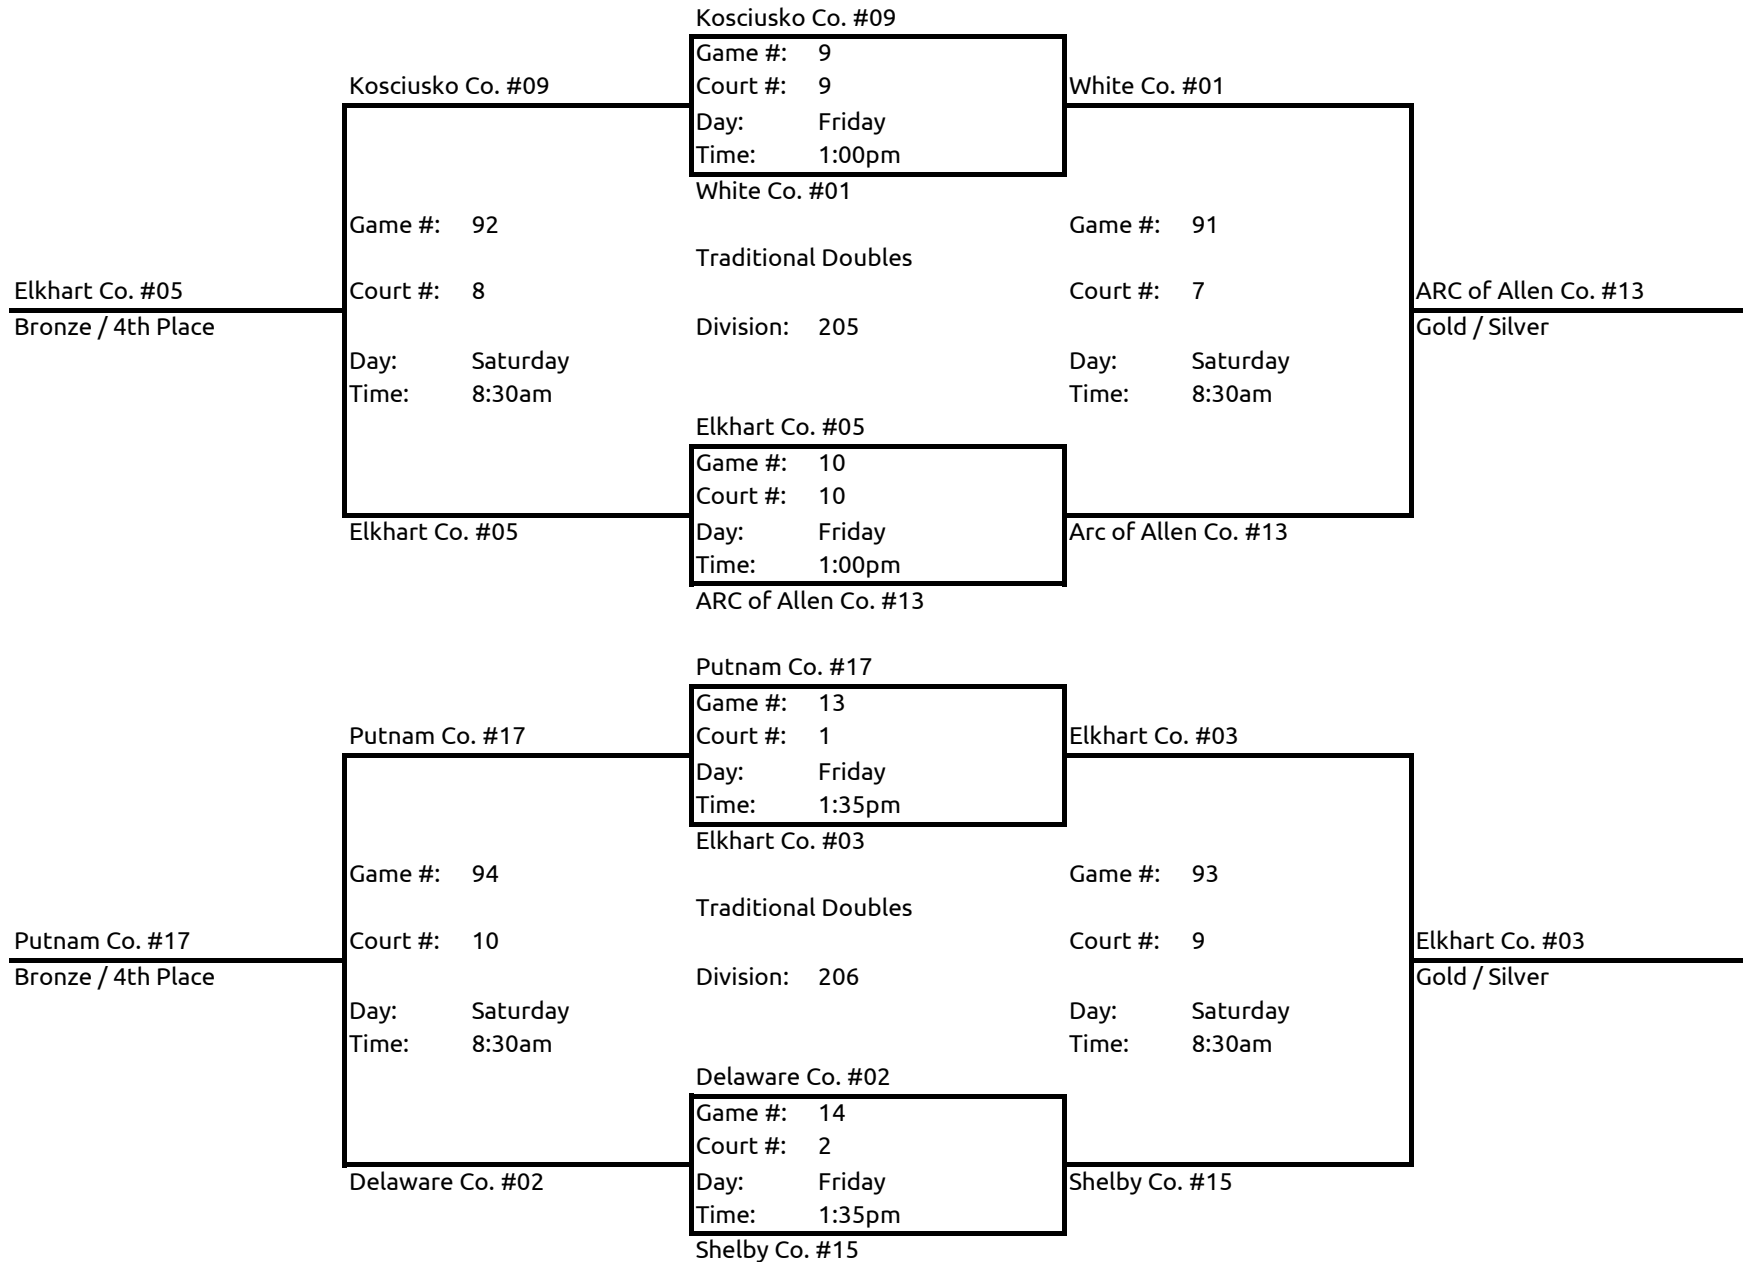 Kosciusko Co. #09
Game #: 9
Kosciusko Co. #09 Court #: 9 White Co. #01
Day: Friday
Time: 1:00pm
White Co. #01
Game #: 92 Game #: 91
Traditional Doubles
Elkhart Co. #05 Court #: 8 Court #: 7 ARC of Allen Co. #13
Bronze / 4th Place Division: 205 Gold / Silver
Day: Saturday Day: Saturday
Time: 8:30am Time: 8:30am
Elkhart Co. #05
Game #: 10
Court #: 10
Elkhart Co. #05 Day: Friday Arc of Allen Co. #13
Time: 1:00pm
ARC of Allen Co. #13
Putnam Co. #17
Game #: 13
Putnam Co. #17 Court #: 1 Elkhart Co. #03
Day: Friday
Time: 1:35pm
Elkhart Co. #03
Game #: 94 Game #: 93
Traditional Doubles
Putnam Co. #17 Court #: 10 Court #: 9 Elkhart Co. #03
Bronze / 4th Place Division: 206 Gold / Silver
Day: Saturday Day: Saturday
Time: 8:30am Time: 8:30am
Delaware Co. #02
Game #: 14
Court #: 2
Delaware Co. #02 Day: Friday Shelby Co. #15
Time: 1:35pm
Shelby Co. #15